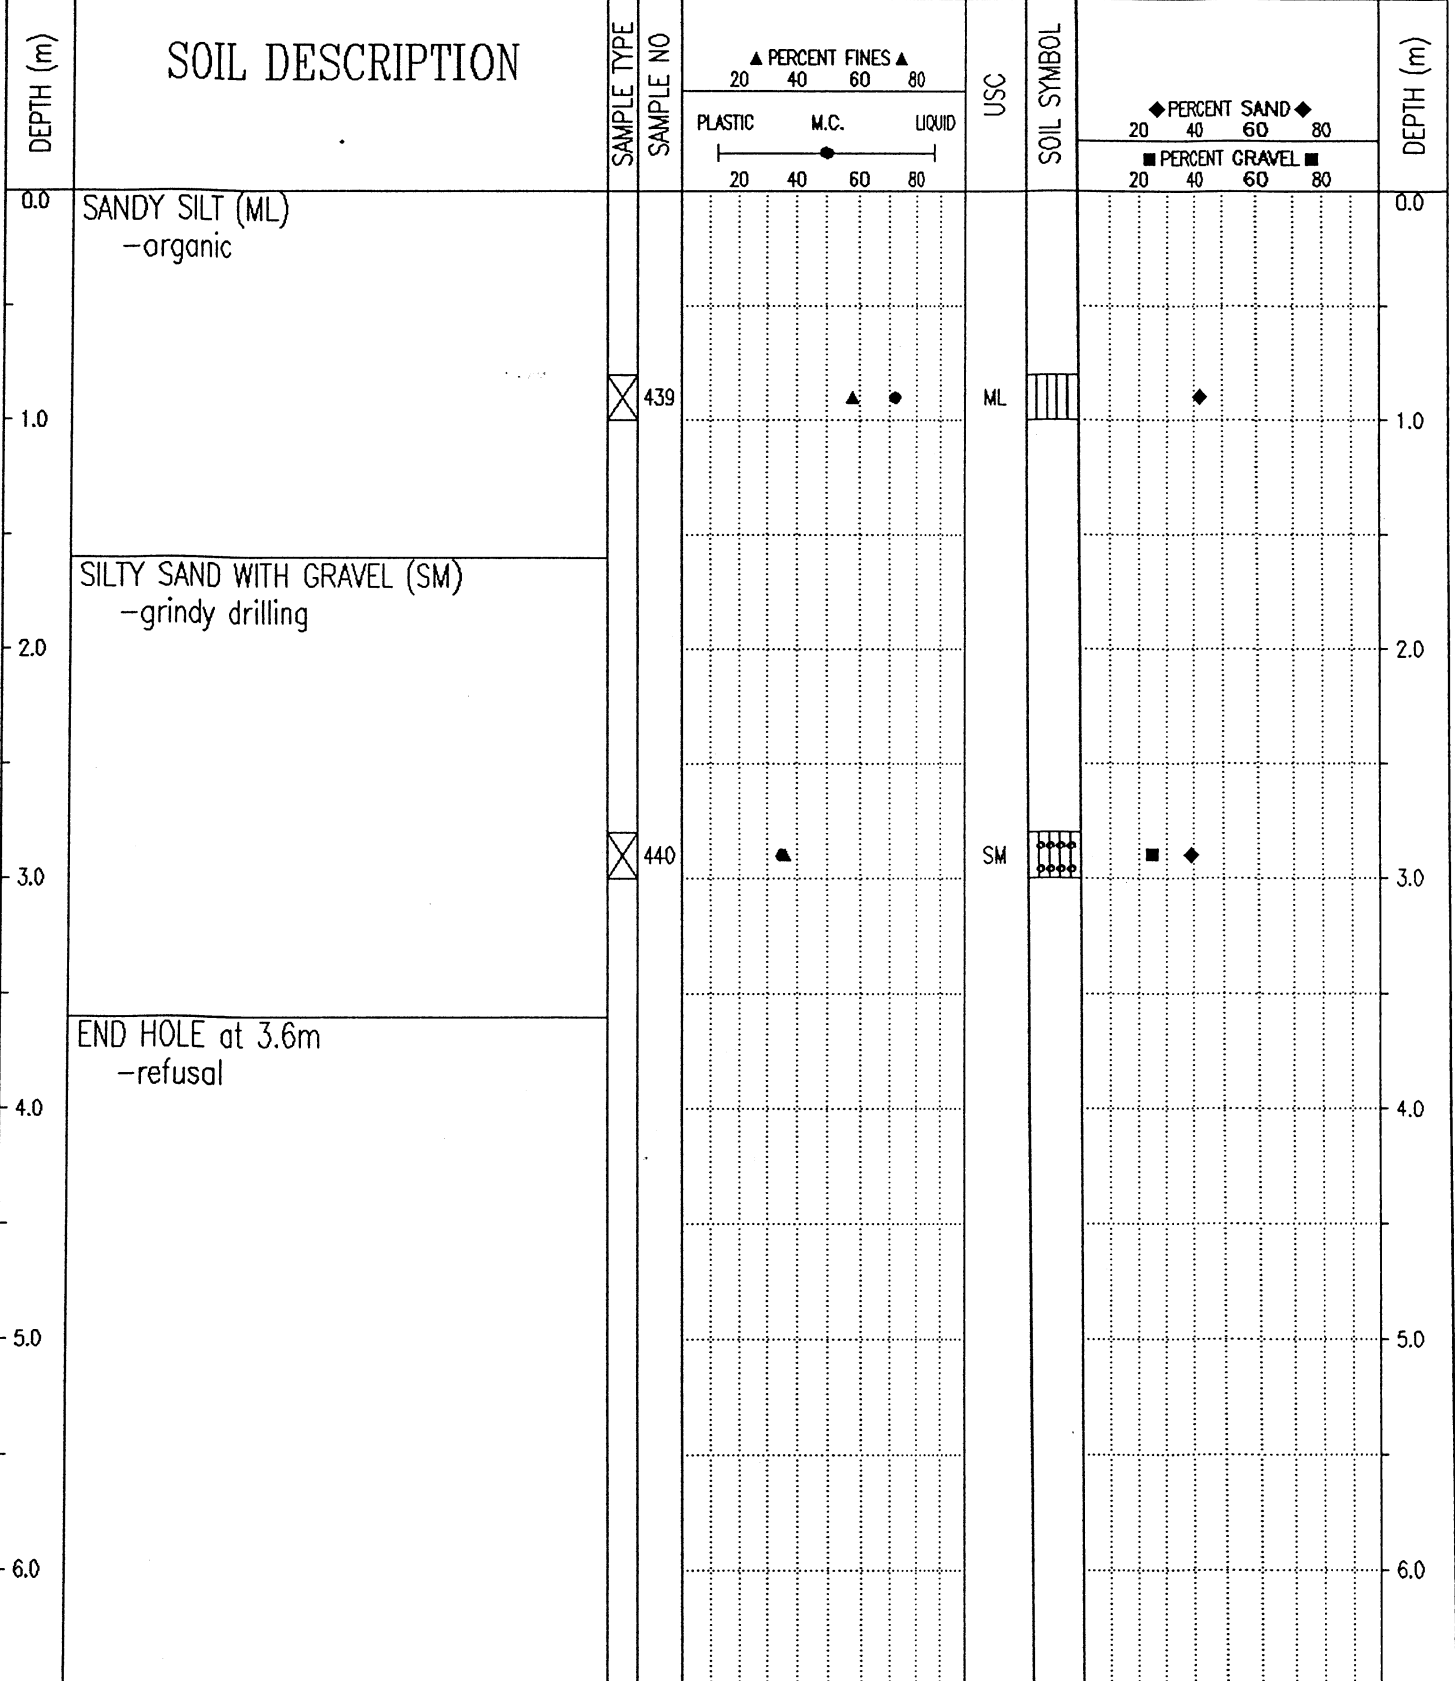 DEPTH (m)
SOIL DESCRIPTION
SAMPLE TYPE
SAMPLE NO
▲ PERCENT FINES ▲
20 40 60 80
PLASTIC M.C. LIQUID
20 40 60 80
USC
SOIL SYMBOL
◆ PERCENT SAND ◆
20 40 60 80
■ PERCENT GRAVEL ■
20 40 60 80
DEPTH (m)
0.0
SANDY SILT (ML)
0.0
-organic
439
ML
1.0
1.0
SILTY SAND WITH GRAVEL (SM)
-grindy drilling
2.0
2.0
440
SM
3.0
3.0
END HOLE at 3.6m
-refusal
4.0
4.0
5.0
5.0
6.0
6.0